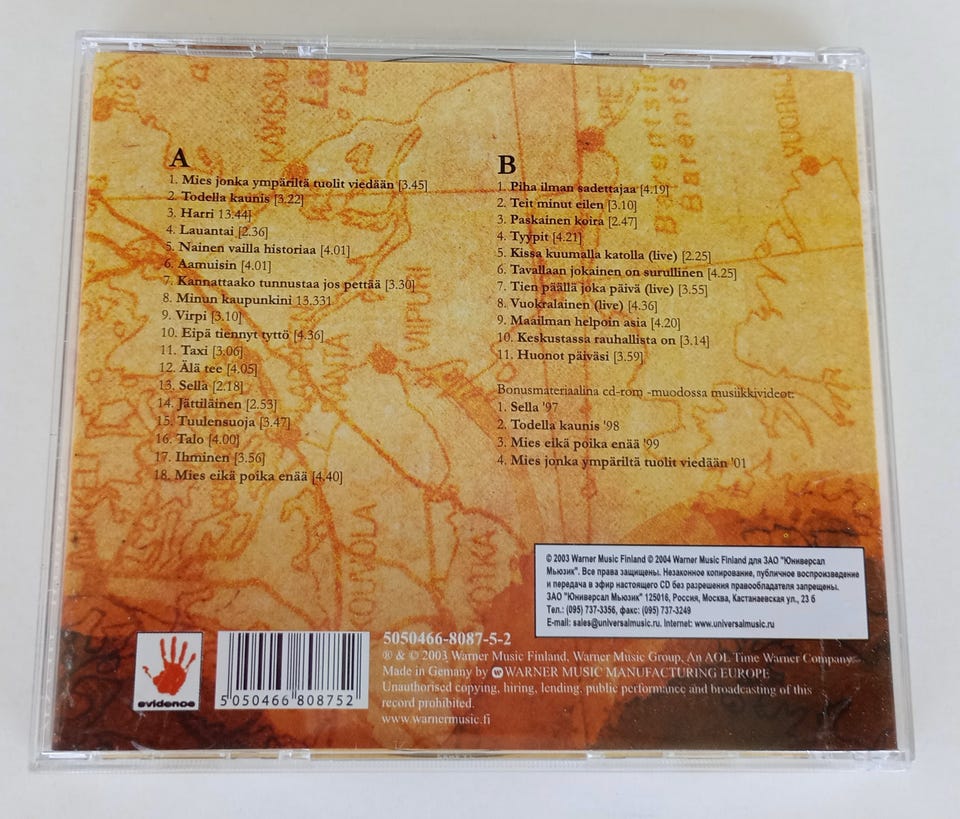 KAKISAL
La
La
PIE
Barentsi
Barents
VUOREL
VIIPURI
A
1. Mies jonka ympäriltä tuolit viedään [3.45]
2. Todella kaunis [3.22]
3. Harri 13.44]
4. Lauantai [2.36]
5. Nainen vailla historiaa [4.01]
6. Aamuisin [4.01]
7. Kannattaako tunnustaa jos pettää [3.30]
8. Minun kaupunkini 13.331
9. Virpi [3.10]
10. Eipä tiennyt tyttö [4.36]
11. Taxi [3.06]
12. Älä tee [4.05]
13. Sella [2:18]
14. Jättiläinen [2.53]
15. Tuulensuoja [3.47]
16. Talo [4.00]
17. Ihminen [3.56]
18. Mies eikä poika enää [4.40]
B
1. Piha ilman sadettajaa [4.19]
2. Teit minut eilen [3.10]
3. Paskainen koira [2.47]
4. Tyypit [4.21]
5. Kissa kuumalla katolla (live) [2.25]
6. Tavallaan jokainen on surullinen [4.25]
7. Tien päällä joka päivä (live) [3.55]
8. Vuokralainen (live) [4.36]
9. Maailman helpoin asia [4.20]
10. Keskustassa rauhallista on [3.14]
11. Huonot päiväsi [3.59]
Bonusmateriaalina cd-rom -muodossa musiikkivideot:
1. Sella '97
2. Todella kaunis '98
3. Mies eikä poika enää '99
4. Mies jonka ympäriltä tuolit viedään '01
© 2003 Warner Music Finland © 2004 Warner Music Finland для ЗАО "Юниверсал
Мьюзик". Все права защищены. Незаконное копирование, публичное воспроизведение
и передача в эфир настоящего CD без разрешения правообладателя запрещены.
ЗАО "Юниверсал Мьюзик" 125016, Россия, Москва, Кастанаевская ул., 23 б
Тел.: (095) 737-3356, факс: (095) 737-3249
E-mail: sales@universalmusic.ru. Internet: www.universalmusic.ru
evidence
5 050466 808752
5050466-8087-5-2
® & © 2003 Warner Music Finland, Warner Music Group, An AOL Time Warner Company.
Made in Gemany by WARNER MUSIC MANUFACTURING EUROPE
Unauthorised copying, hiring, lending. public performance and broadcasting of this
record prohibited.
www.warnermusic.fi